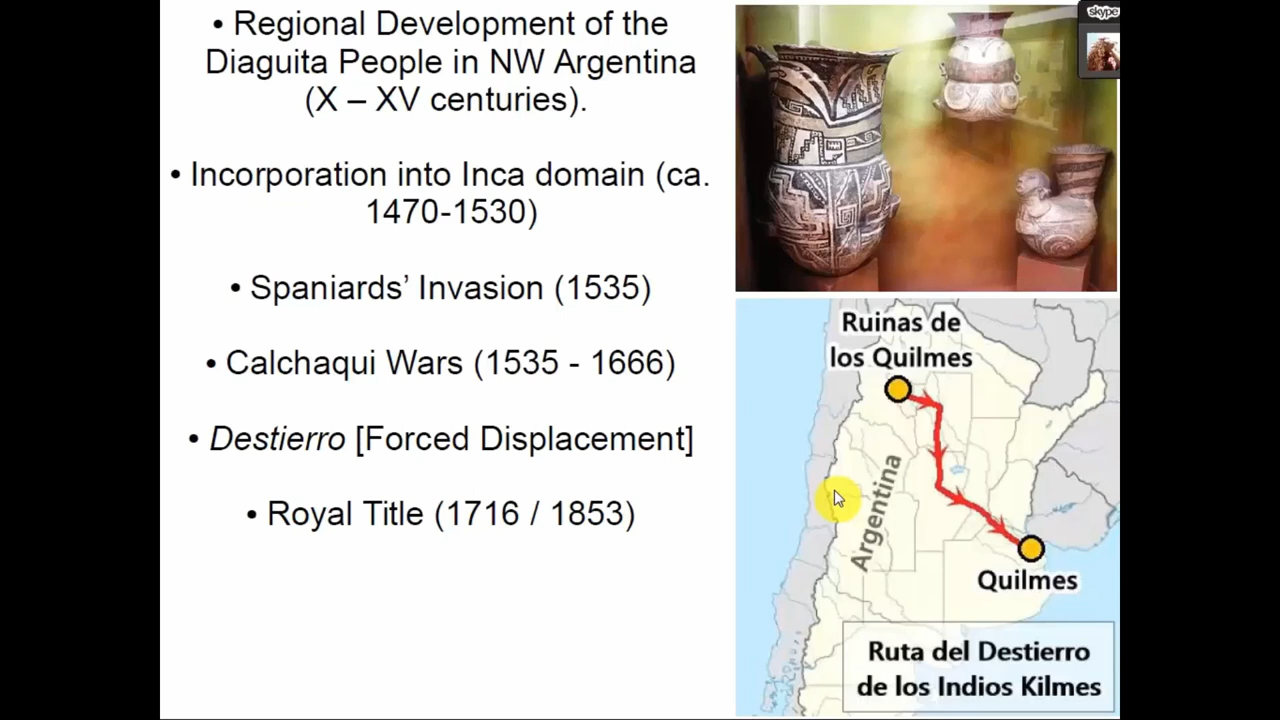 • Regional Development of the
Diaguita People in NW Argentina
(X – XV centuries).
• Incorporation into Inca domain (ca.
1470-1530)
• Spaniards’ Invasion (1535)
• Calchaqui Wars (1535 - 1666)
• Destierro [Forced Displacement]
• Royal Title (1716 / 1853)
skype
Ruinas de
los Quilmes
Argentina
Quilmes
Ruta del Destierro
de los Indios Kilmes